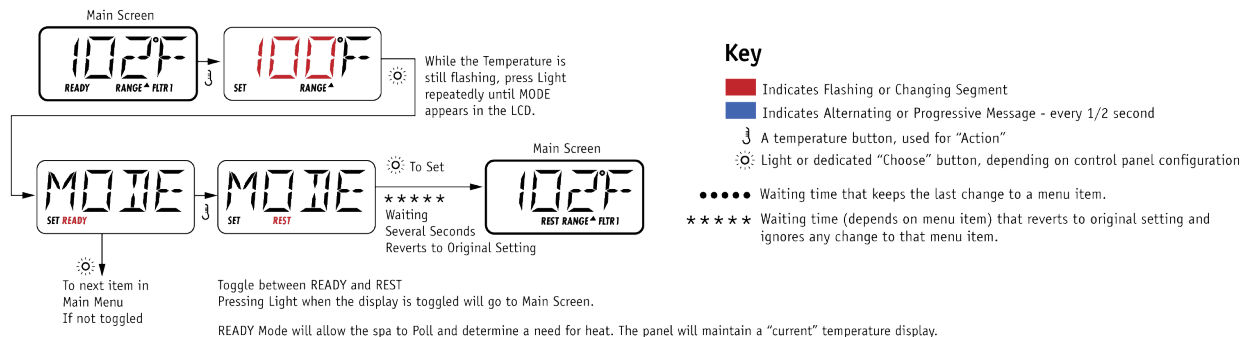 Main Screen
102°F
READY RANGE FLTR1
100°F
SET RANGE
While the Temperature is
still flashing, press Light
repeatedly until MODE
appears in the LCD.
Key
Indicates Flashing or Changing Segment
Indicates Alternating or Progressive Message - every 1/2 second
A temperature button, used for “Action”
Light or dedicated “Choose” button, depending on control panel configuration
••••• Waiting time that keeps the last change to a menu item.
***** Waiting time (depends on menu item) that reverts to original setting and
ignores any change to that menu item.
MODE
SET READY
MODE
SET REST
To Set
*****
Waiting
Several Seconds
Reverts to Original Setting
Main Screen
102°F
REST RANGE FLTR1
To next item in
Main Menu
If not toggled
Toggle between READY and REST
Pressing Light when the display is toggled will go to Main Screen.
READY Mode will allow the spa to Poll and determine a need for heat. The panel will maintain a “current” temperature display.